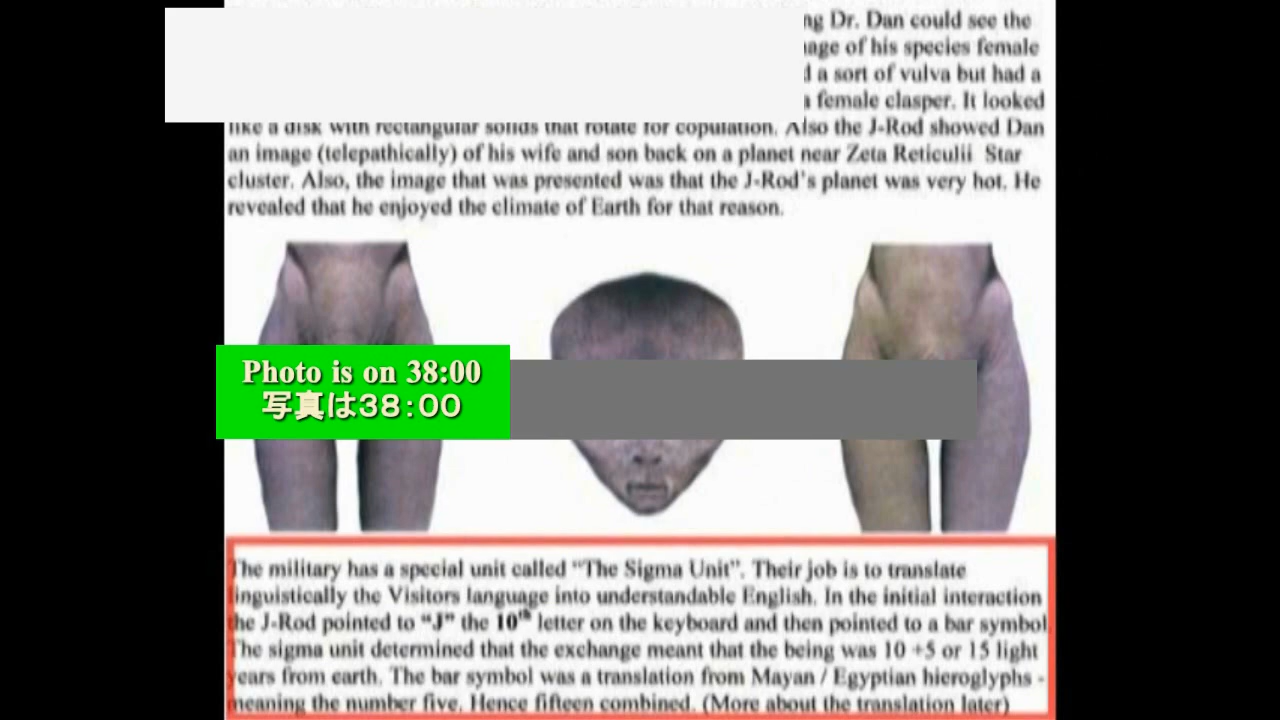 ng Dr. Dan could see the
age of his species female
d a sort of vulva but had a
a female clasper. It looked
like a disk with rectangular solids that rotate for copulation. Also the J-Rod showed Dan
an image (telepathically) of his wife and son back on a planet near Zeta Reticulii Star
cluster. Also, the image that was presented was that the J-Rod's planet was very hot. He
revealed that he enjoyed the climate of Earth for that reason.
Photo is on 38:00
写真は３８：００
The military has a special unit called “The Sigma Unit”. Their job is to translate
linguistically the Visitors language into understandable English. In the initial interaction
the J-Rod pointed to “J” the 10th letter on the keyboard and then pointed to a bar symbol.
The sigma unit determined that the exchange meant that the being was 10 +5 or 15 light
years from earth. The bar symbol was a translation from Mayan / Egyptian hieroglyphs -
meaning the number five. Hence fifteen combined. (More about the translation later)